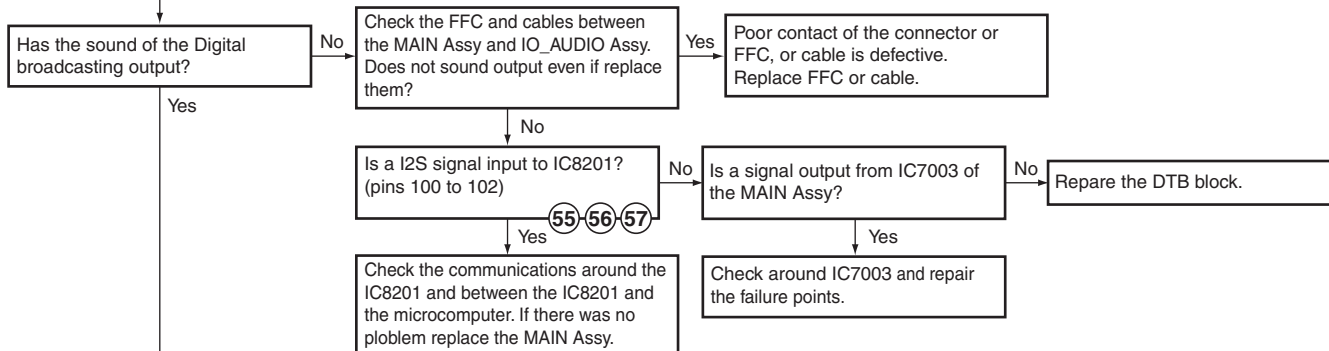 Has the sound of the Digital
broadcasting output?
No
Check the FFC and cables between
the MAIN Assy and IO_AUDIO Assy.
Does not sound output even if replace
them?
Yes
Poor contact of the connector or
FFC, or cable is defective.
Replace FFC or cable.
Yes
No
Is a I2S signal input to IC8201?
(pins 100 to 102)
55 56 57
No
Is a signal output from IC7003 of
the MAIN Assy?
No
Repare the DTB block.
Yes
Check the communications around the
IC8201 and between the IC8201 and
the microcomputer. If there was no
ploblem replace the MAIN Assy.
Yes
Check around IC7003 and repair
the failure points.